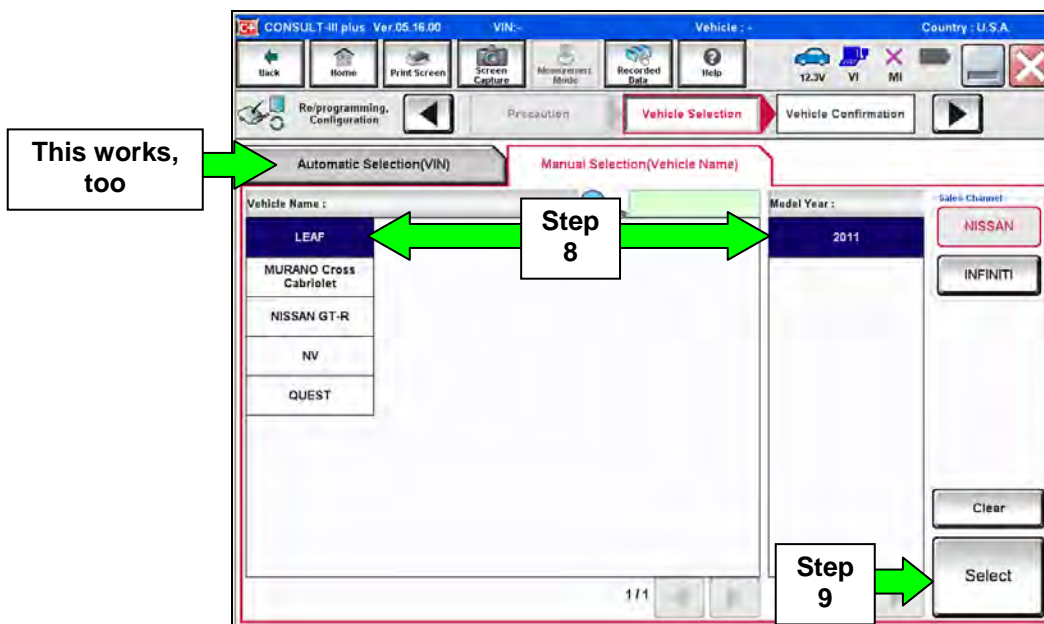 C+ CONSULT-III plus Ver.05.16.00 VIN:- Vehicle : - Country : U.S.A.
Back Home Print Screen Screen Capture Measurement Mode Recorded Data Help 12.3V VI MI
Re/programming, Configuration Precaution Vehicle Selection Vehicle Confirmation
This works, too
Automatic Selection(VIN) Manual Selection(Vehicle Name)
Vehicle Name : Model Year : Sales Channel
Step 8
LEAF 2011 NISSAN
MURANO Cross Cabriolet INFINITI
NISSAN GT-R
NV
QUEST
Clear
Step 9
Select
1/1